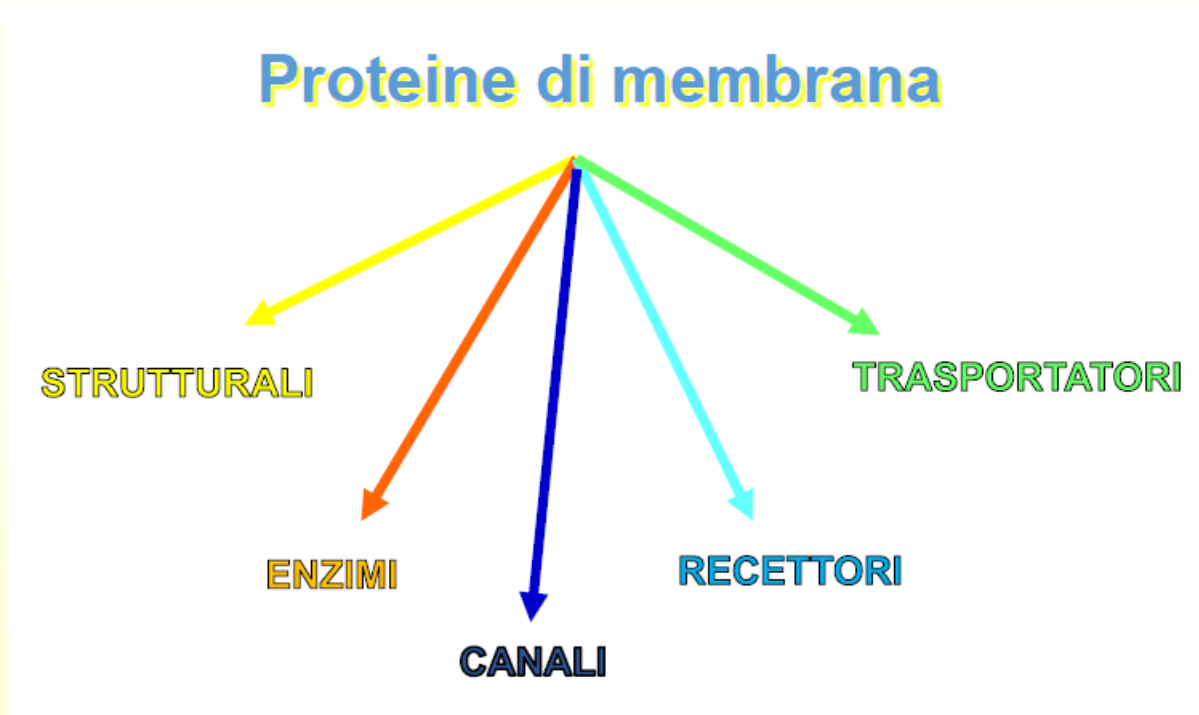 Proteine di membrana
STRUTTURALI
TRASPORTATORI
ENZIMI
RECETTORI
CANALI